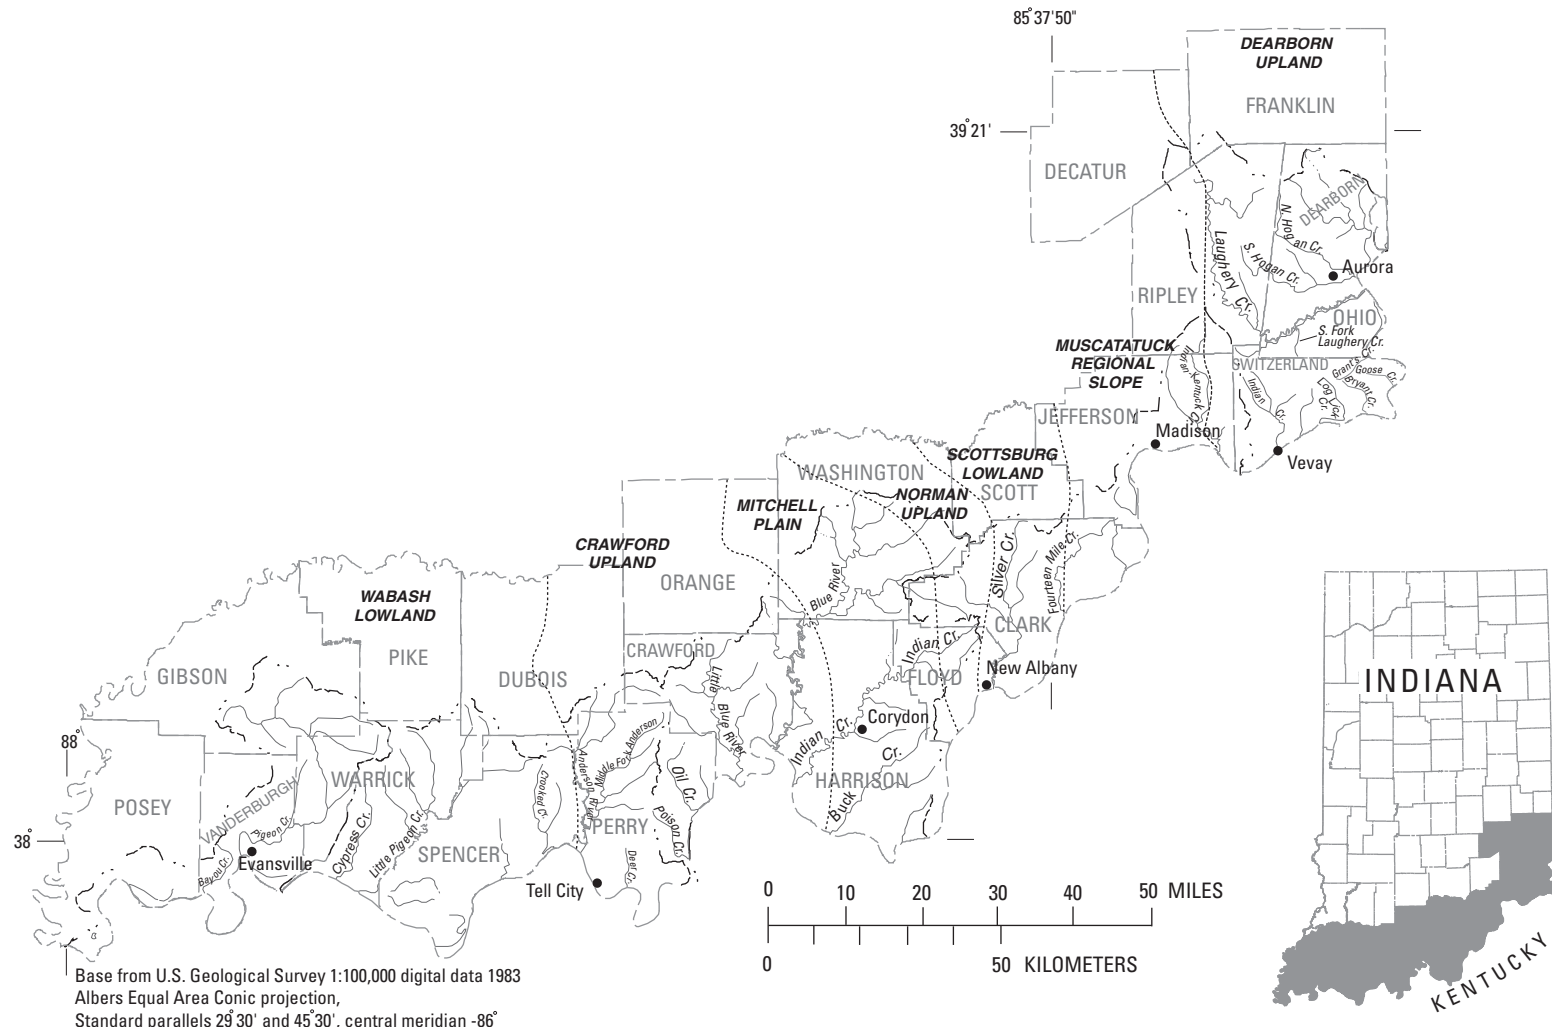 85°37'50"
DEARBORN
UPLAND
FRANKLIN
39°21'
DECATUR
DEARBORN
N. Hogan Cr.
S. Hogan Cr.
Laughery Cr.
Aurora
RIPLEY
OHIO
S. Fork
Laughery Cr.
MUSCATATUCK
REGIONAL
SLOPE
Indian Kentuck Cr.
SWITZERLAND
Grant's Cr.
Goose Cr.
Bryant Cr.
Log Lick Cr.
Indian Cr.
JEFFERSON
Madison
Vevay
SCOTTSBURG
LOWLAND
WASHINGTON
SCOTT
NORMAN
UPLAND
MITCHELL
PLAIN
CRAWFORD
UPLAND
ORANGE
Blue River
Silver Cr.
Fourteen Mile Cr.
CLARK
WABASH
LOWLAND
PIKE
GIBSON
DUBOIS
CRAWFORD
Little Blue River
Indian Cr.
FLOYD
New Albany
Corydon
Indian Cr.
HARRISON
Buck Cr.
88°
POSEY
VANDERBURGH
WARRICK
Pigeon Cr.
Evansville
Bayou Cr.
Cypress Cr.
Little Pigeon Cr.
SPENCER
Crooked Cr.
Anderson River
Middle Fork Anderson
PERRY
Oil Cr.
Poison Cr.
Deer Cr.
Tell City
38°
0 10 20 30 40 50 MILES
0 50 KILOMETERS
INDIANA
KENTUCKY
Base from U.S. Geological Survey 1:100,000 digital data 1983
Albers Equal Area Conic projection,
Standard parallels 29°30' and 45°30', central meridian -86°